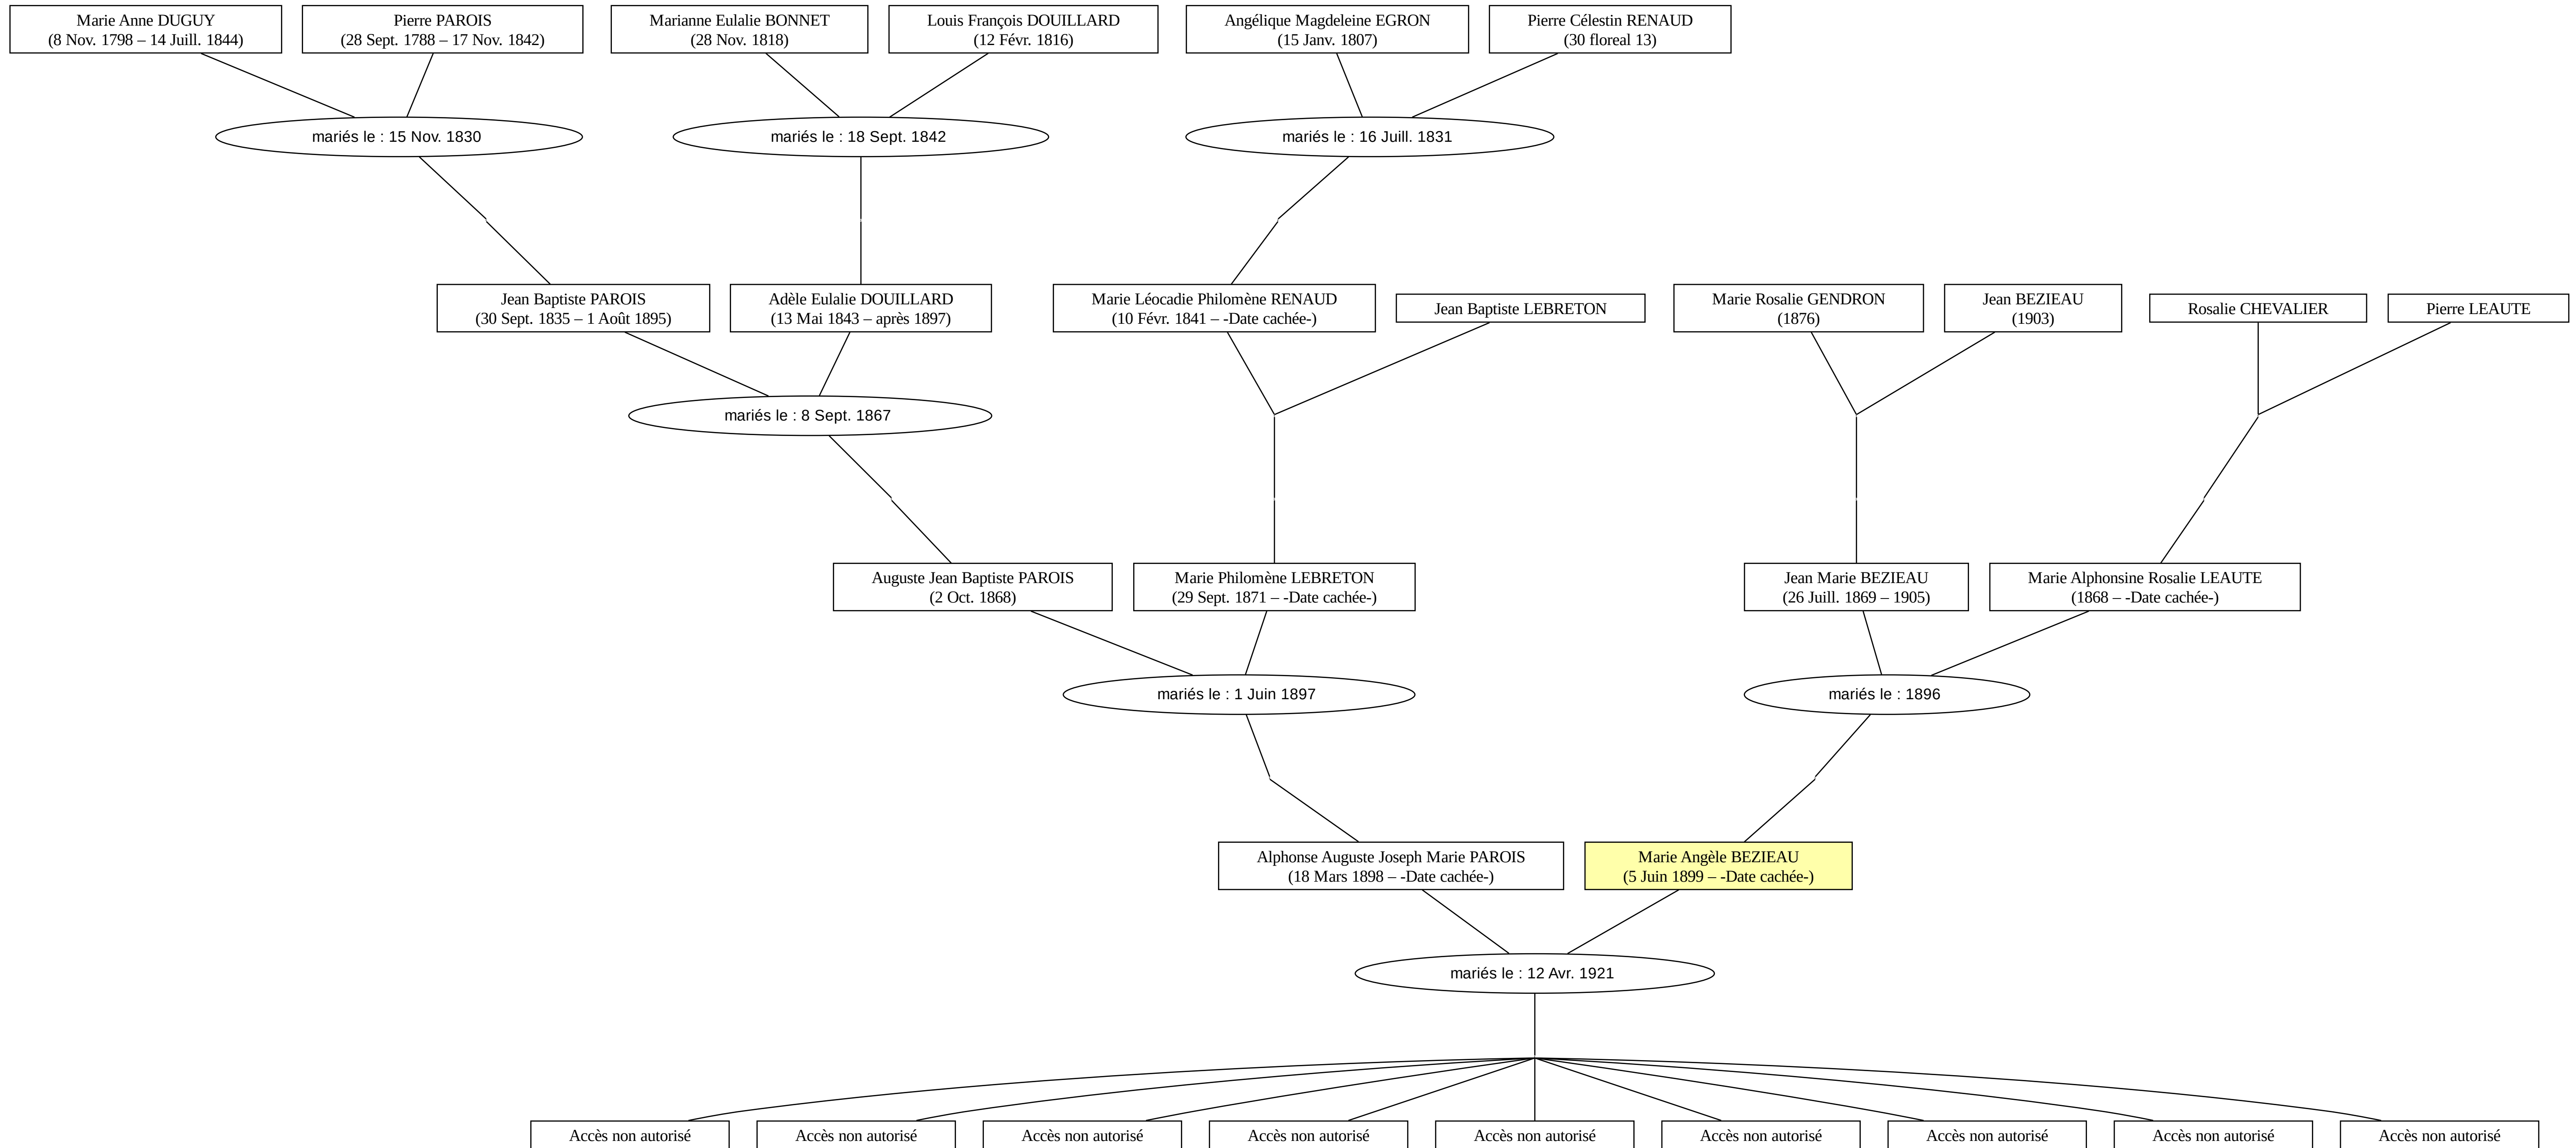 Marie Anne DUGUY
(8 Nov. 1798 – 14 Juill. 1844)
Pierre PAROIS
(28 Sept. 1788 – 17 Nov. 1842)
Marianne Eulalie BONNET
(28 Nov. 1818)
Louis François DOUILLARD
(12 Févr. 1816)
Angélique Magdeleine EGRON
(15 Janv. 1807)
Pierre Célestin RENAUD
(30 floreal 13)
mariés le : 15 Nov. 1830
mariés le : 18 Sept. 1842
mariés le : 16 Juill. 1831
Jean Baptiste PAROIS
(30 Sept. 1835 – 1 Août 1895)
Adèle Eulalie DOUILLARD
(13 Mai 1843 – après 1897)
Marie Léocadie Philomène RENAUD
(10 Févr. 1841 – -Date cachée-)
Jean Baptiste LEBRETON
Marie Rosalie GENDRON
(1876)
Jean BEZIEAU
(1903)
Rosalie CHEVALIER
Pierre LEAUTE
mariés le : 8 Sept. 1867
Auguste Jean Baptiste PAROIS
(2 Oct. 1868)
Marie Philomène LEBRETON
(29 Sept. 1871 – -Date cachée-)
Jean Marie BEZIEAU
(26 Juill. 1869 – 1905)
Marie Alphonsine Rosalie LEAUTE
(1868 – -Date cachée-)
mariés le : 1 Juin 1897
mariés le : 1896
Alphonse Auguste Joseph Marie PAROIS
(18 Mars 1898 – -Date cachée-)
Marie Angèle BEZIEAU
(5 Juin 1899 – -Date cachée-)
mariés le : 12 Avr. 1921
Accès non autorisé
Accès non autorisé
Accès non autorisé
Accès non autorisé
Accès non autorisé
Accès non autorisé
Accès non autorisé
Accès non autorisé
Accès non autorisé